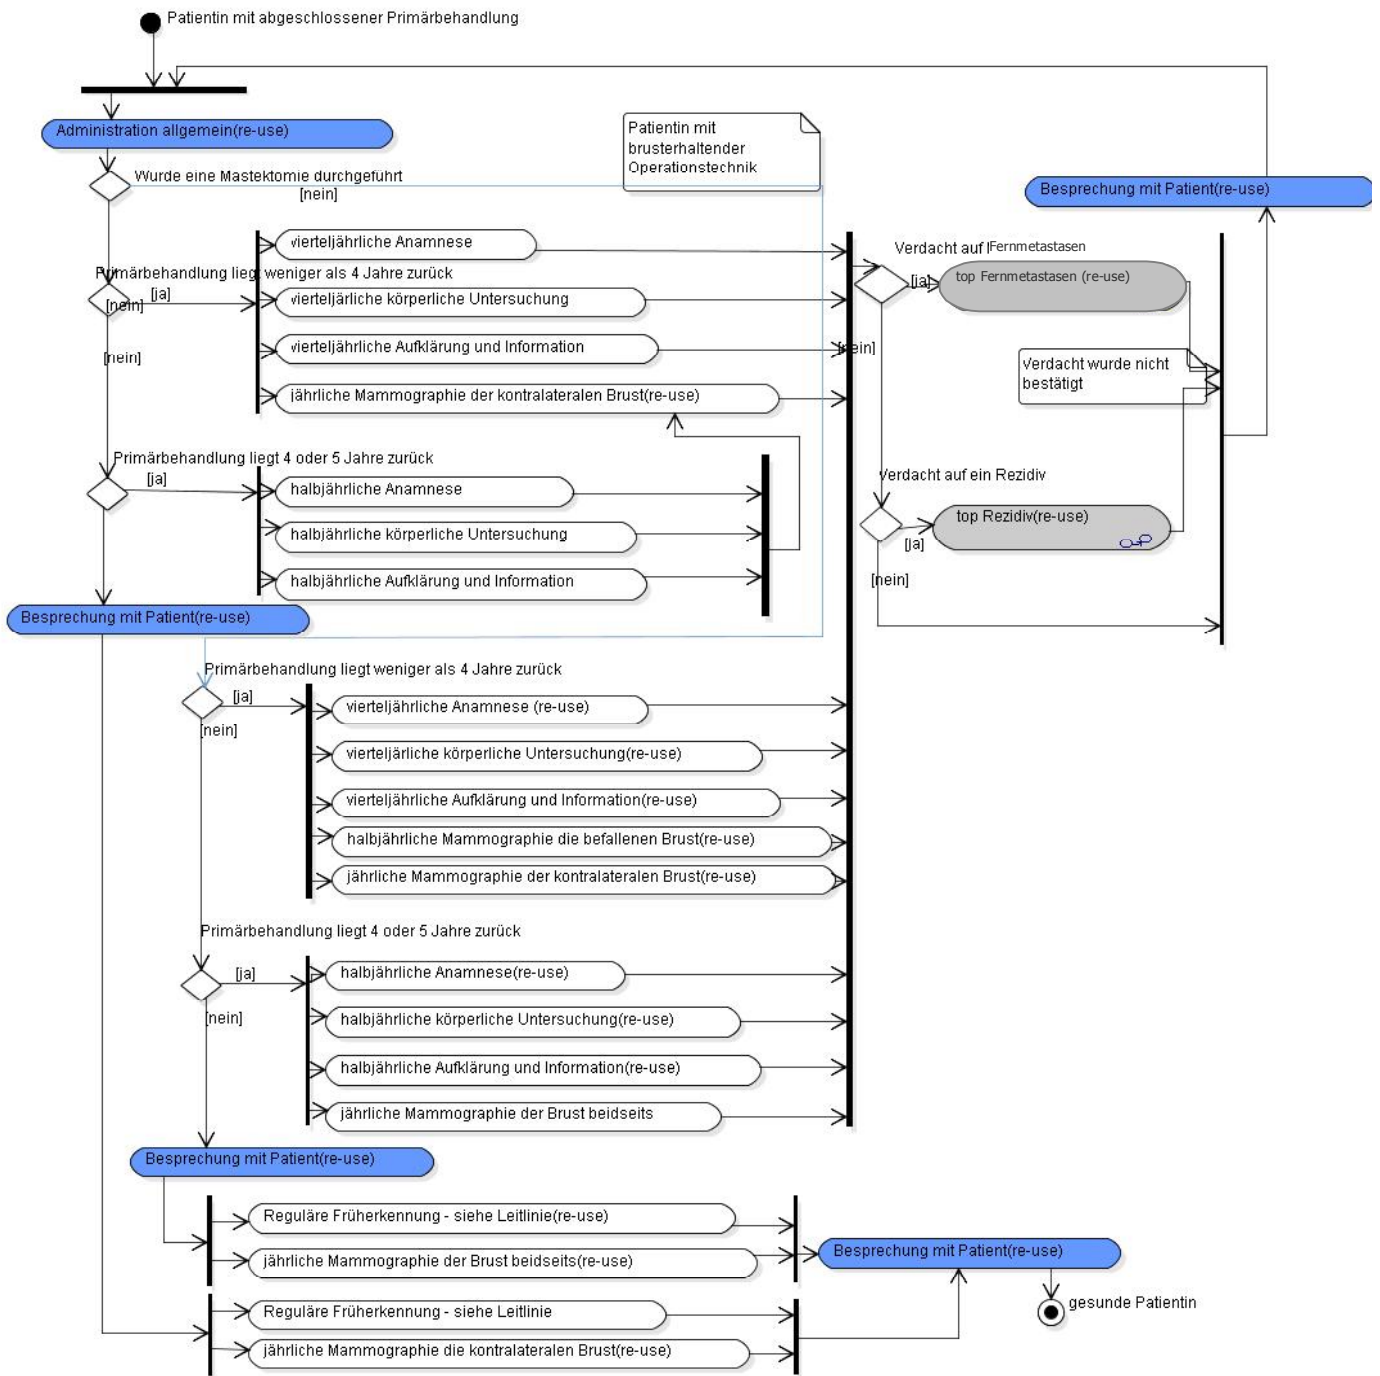 Patientin mit abgeschlossener Primärbehandlung
Administration allgemein(re-use)
Patientin mit
brusterhaltender
Operationstechnik
Wurde eine Mastektomie durchgeführt
[nein]
Besprechung mit Patient(re-use)
vierteljährliche Anamnese
Primärbehandlung liegt weniger als 4 Jahre zurück
[ja]
[nein]
vierteljärliche körperliche Untersuchung
[nein]
vierteljährliche Aufklärung und Information
jährliche Mammographie der kontralateralen Brust(re-use)
Verdacht auf Fernmetastasen
[ja]
top Fernmetastasen (re-use)
[nein]
Verdacht wurde nicht
bestätigt
Primärbehandlung liegt 4 oder 5 Jahre zurück
[ja]
halbjährliche Anamnese
halbjährliche körperliche Untersuchung
halbjährliche Aufklärung und Information
Verdacht auf ein Rezidiv
top Rezidiv(re-use)
[ja]
[nein]
Besprechung mit Patient(re-use)
Primärbehandlung liegt weniger als 4 Jahre zurück
[ja]
[nein]
vierteljährliche Anamnese (re-use)
vierteljärliche körperliche Untersuchung(re-use)
vierteljährliche Aufklärung und Information(re-use)
halbjährliche Mammographie die befallenen Brust(re-use)
jährliche Mammographie der kontralateralen Brust(re-use)
Primärbehandlung liegt 4 oder 5 Jahre zurück
[ja]
[nein]
halbjährliche Anamnese(re-use)
halbjährliche körperliche Untersuchung(re-use)
halbjährliche Aufklärung und Information(re-use)
jährliche Mammographie der Brust beidseits
Besprechung mit Patient(re-use)
Reguläre Früherkennung - siehe Leitlinie(re-use)
jährliche Mammographie der Brust beidseits(re-use)
Besprechung mit Patient(re-use)
Reguläre Früherkennung - siehe Leitlinie
jährliche Mammographie die kontralateralen Brust(re-use)
gesunde Patientin